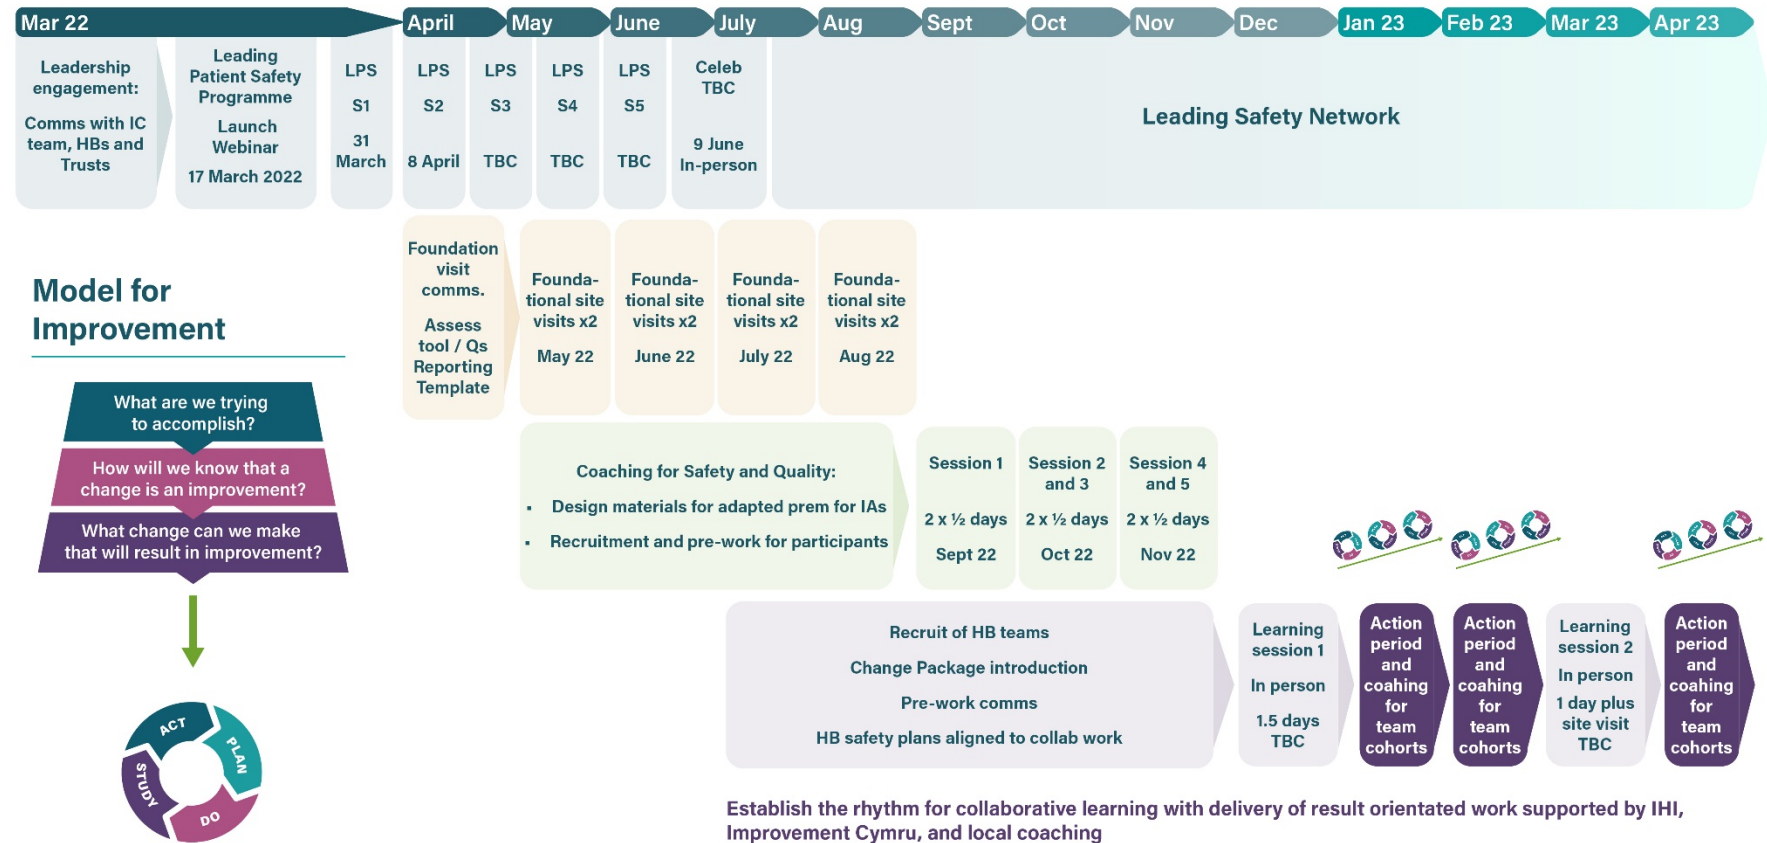 Mar 22
April
May
June
July
Aug
Sept
Oct
Nov
Dec
Jan 23
Feb 23
Mar 23
Apr 23
Leadership
engagement:
Comms with IC
team, HBs and
Trusts
Leading
Patient Safety
Programme
Launch
Webinar
17 March 2022
LPS
S1
31
March
LPS
S2
8 April
LPS
S3
TBC
LPS
S4
TBC
LPS
S5
TBC
Celeb
TBC
9 June
In-person
Leading Safety Network
Foundation
visit
comms.
Assess
tool / Qs
Reporting
Template
Founda-
tional site
visits x2
May 22
Founda-
tional site
visits x2
June 22
Founda-
tional site
visits x2
July 22
Founda-
tional site
visits x2
Aug 22
Model for
Improvement
What are we trying
to accomplish?
How will we know that a
change is an improvement?
What change can we make
that will result in improvement?
ACT
PLAN
STUDY
DO
Coaching for Safety and Quality:
▪ Design materials for adapted prem for IAs
▪ Recruitment and pre-work for participants
Session 1
2 x ½ days
Sept 22
Session 2
and 3
2 x ½ days
Oct 22
Session 4
and 5
2 x ½ days
Nov 22
Recruit of HB teams
Change Package introduction
Pre-work comms
HB safety plans aligned to collab work
Learning
session 1
In person
1.5 days
TBC
Action
period
and
coahing
for
team
cohorts
Action
period
and
coahing
for
team
cohorts
Learning
session 2
In person
1 day plus
site visit
TBC
Action
period
and
coahing
for
team
cohorts
Establish the rhythm for collaborative learning with delivery of result orientated work supported by IHI,
Improvement Cymru, and local coaching